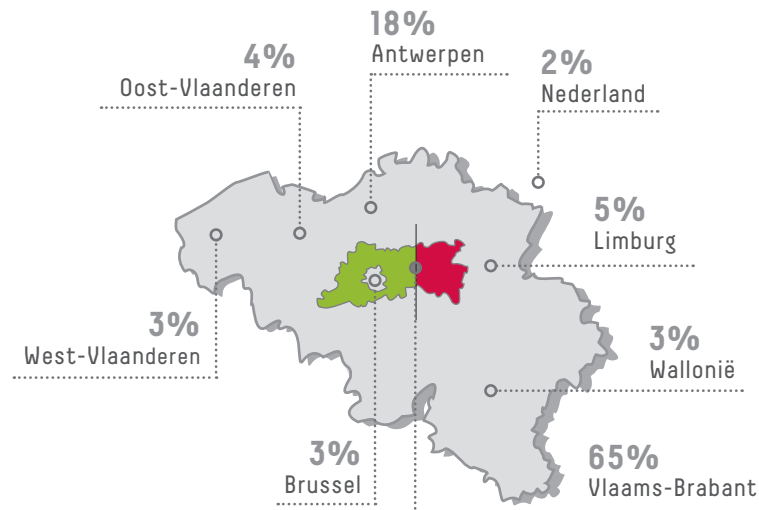 18%
Antwerpen
4%
Oost-Vlaanderen
2%
Nederland
5%
Limburg
3%
West-Vlaanderen
3%
Wallonië
3%
Brussel
65%
Vlaams-Brabant